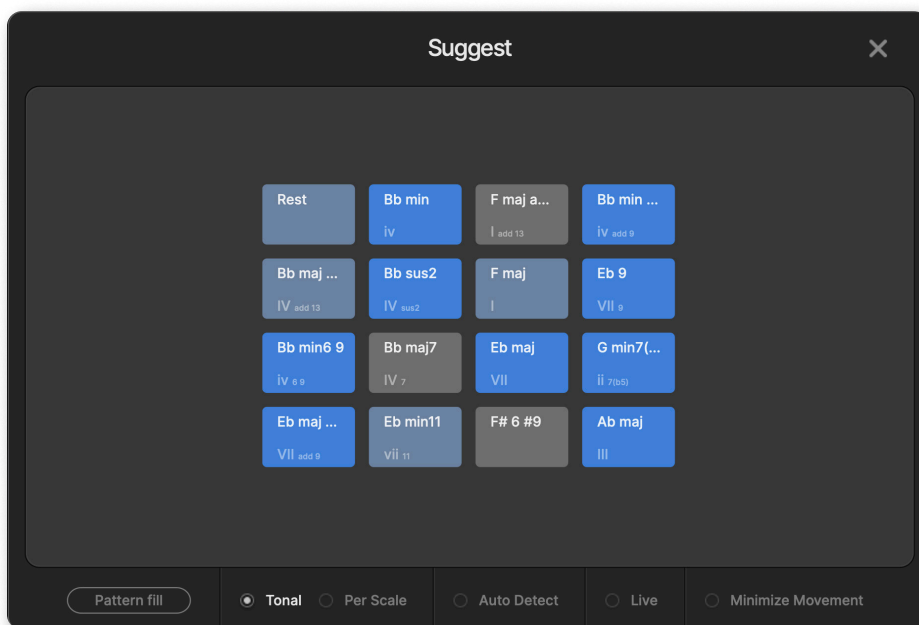 Suggest
Rest
Bb min
iv
F maj a...
I add 13
Bb min ...
iv add 9
Bb maj ...
IV add 13
Bb sus2
IV sus2
F maj
I
Eb 9
VII 9
Bb min6 9
iv 6 9
Bb maj7
IV 7
Eb maj
VII
G min7(...
ii 7(b5)
Eb maj ...
VII add 9
Eb min11
vii 11
F# 6 #9
Ab maj
III
Pattern fill
Tonal
Per Scale
Auto Detect
Live
Minimize Movement